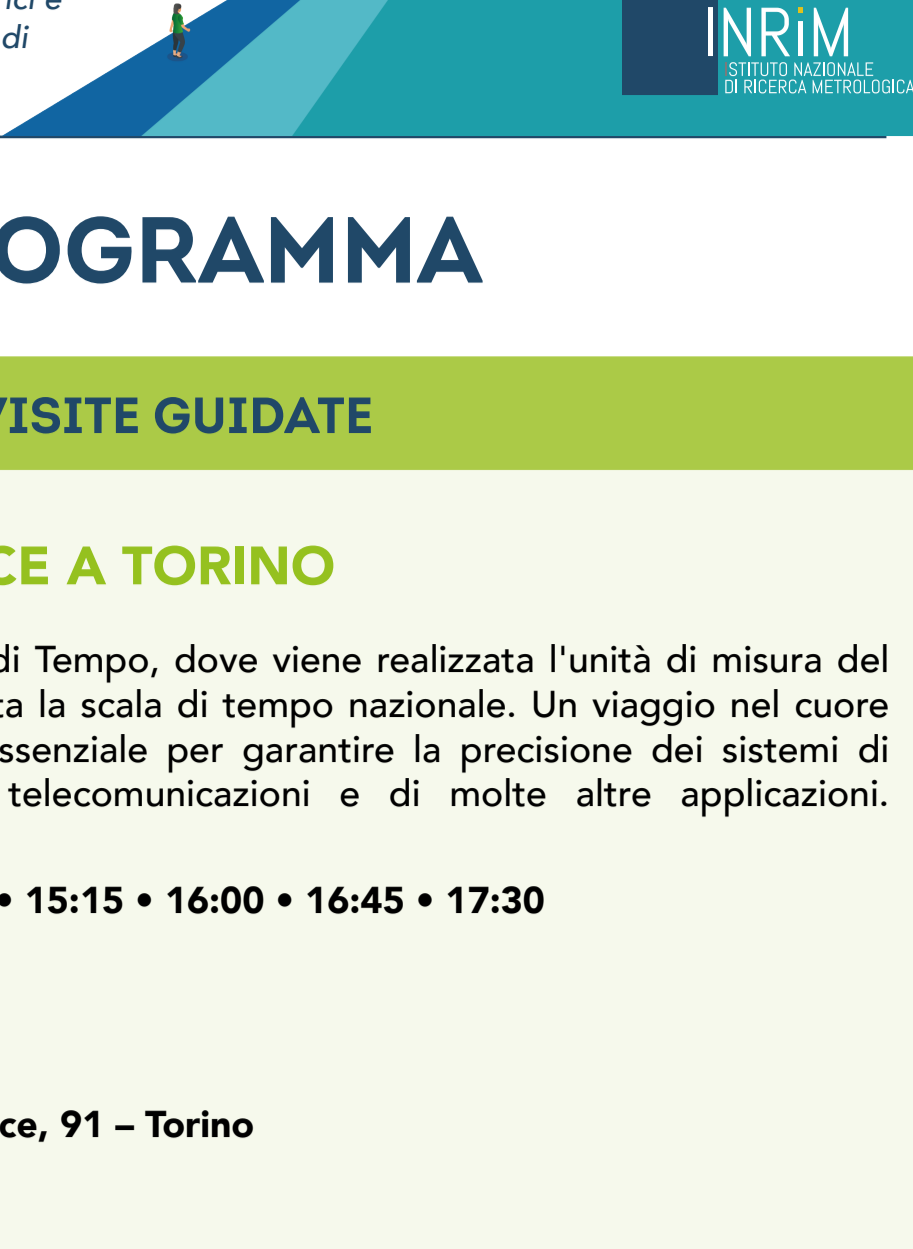 di
INRiM
ISTITUTO NAZIONALE
DI RICERCA METROLOGICA
OGRAMMA
VISITE GUIDATE
CE A TORINO
di Tempo, dove viene realizzata l'unità di misura del
ta la scala di tempo nazionale. Un viaggio nel cuore
ssenziale per garantire la precisione dei sistemi di
telecomunicazioni e di molte altre applicazioni.
• 15:15 • 16:00 • 16:45 • 17:30
ce, 91 – Torino